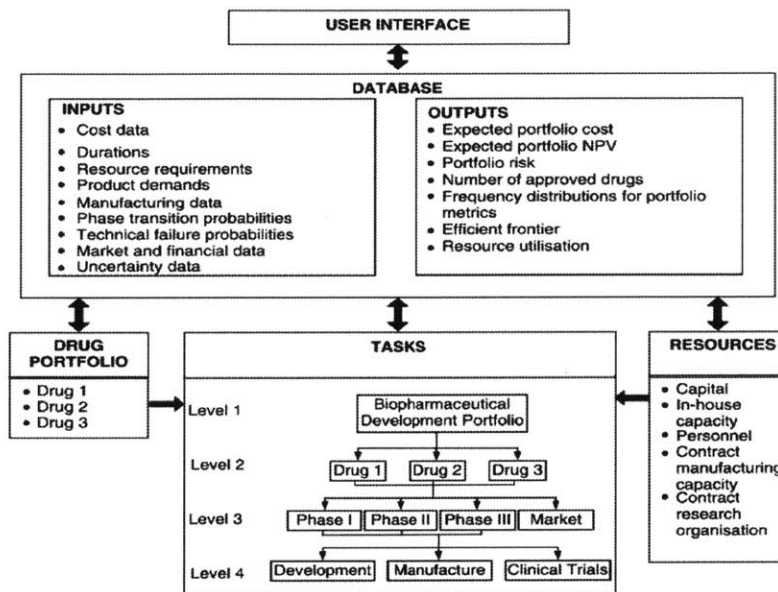 USER INTERFACE
DATABASE
INPUTS
• Cost data
• Durations
• Resource requirements
• Product demands
• Manufacturing data
• Phase transition probabilities
• Technical failure probabilities
• Market and financial data
• Uncertainty data
OUTPUTS
• Expected portfolio cost
• Expected portfolio NPV
• Portfolio risk
• Number of approved drugs
• Frequency distributions for portfolio
metrics
• Efficient frontier
• Resource utilisation
DRUG
PORTFOLIO
• Drug 1
• Drug 2
• Drug 3
TASKS
Level 1
Biopharmaceutical
Development Portfolio
Level 2
Drug 1 Drug 2 Drug 3
Level 3
Phase I Phase II Phase III Market
Level 4
Development Manufacture Clinical Trials
RESOURCES
• Capital
• In-house
capacity
• Personnel
• Contract
manufacturing
capacity
• Contract
research
organisation